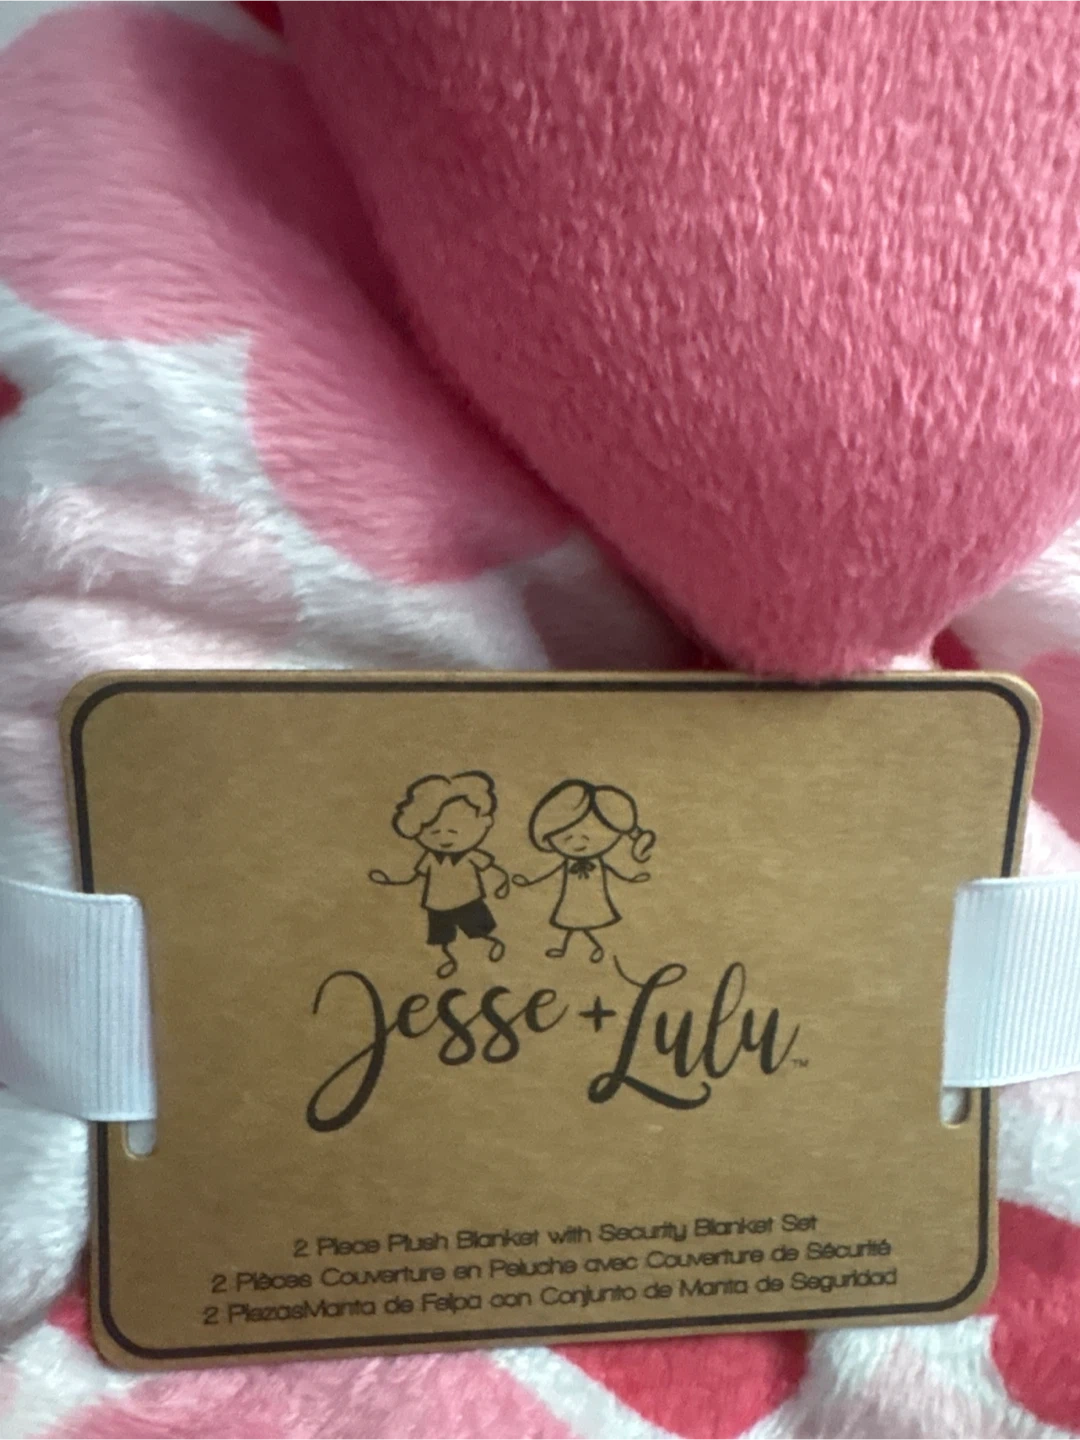 Jesse + Lulu™
2 Piece Plush Blanket with Security Blanket Set
2 Pièces Couverture en Peluche avec Couverture de Sécurité
2 PiezasManta de Felpa con Conjunto de Manta de Seguridad